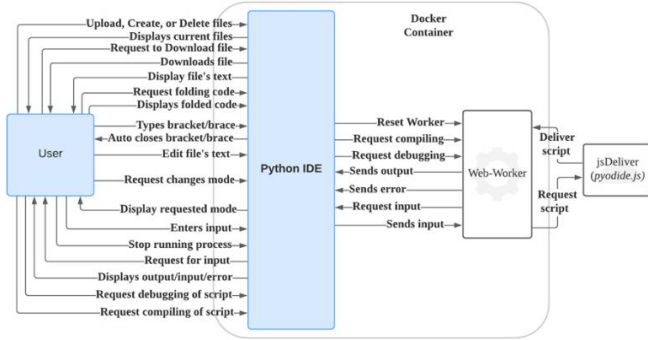 Docker
Container
Upload, Create, or Delete files
Displays current files
Request to Download file
Downloads file
Display file's text
Request folding code
Displays folded code
Types bracket/brace
Auto closes bracket/brace
Edit file's text
Request changes mode
Display requested mode
Enters input
Stop running process
Request for input
Displays output/input/error
Request debugging of script
Request compiling of script
User
Python IDE
Reset Worker
Request compiling
Request debugging
Sends output
Sends error
Request input
Sends input
Web-Worker
Deliver
script
Request
script
jsDeliver
(pyodide.js)